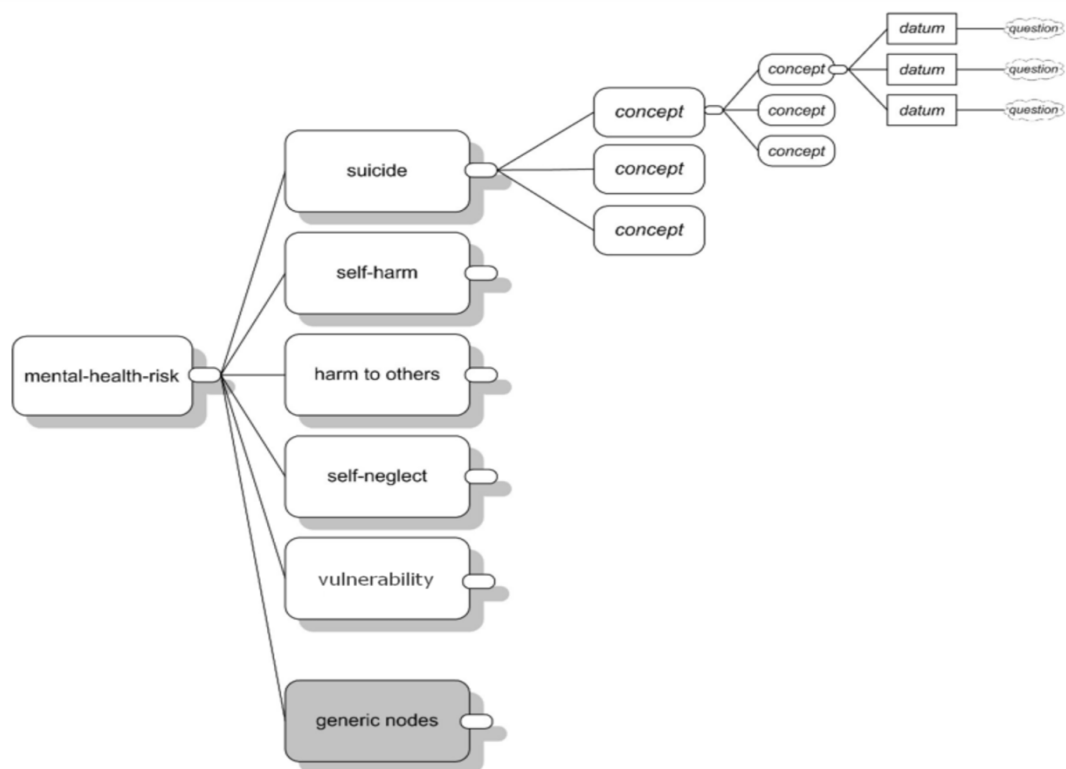 datum
question
concept
datum
question
concept
concept
datum
question
suicide
concept
concept
concept
self-harm
mental-health-risk
harm to others
self-neglect
vulnerability
generic nodes